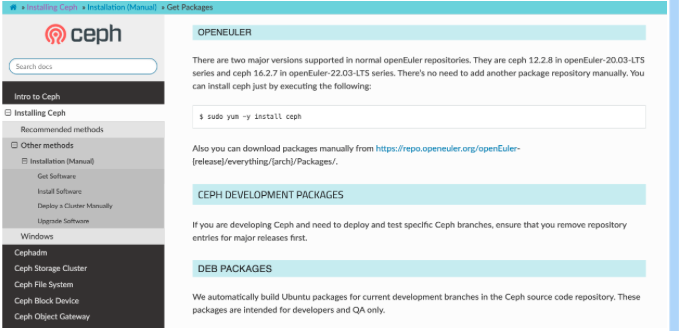 » Installing Ceph » Installation (Manual) » Get Packages
ceph
Search docs
Intro to Ceph
Installing Ceph
Recommended methods
Other methods
Installation (Manual)
Get Software
Install Software
Deploy a Cluster Manually
Upgrade Software
Windows
Cephadm
Ceph Storage Cluster
Ceph File System
Ceph Block Device
Ceph Object Gateway
OPENEULER
There are two major versions supported in normal openEuler repositories. They are ceph 12.2.8 in openEuler-20.03-LTS
series and ceph 16.2.7 in openEuler-22.03-LTS series. There's no need to add another package repository manually. You
can install ceph just by executing the following:
$ sudo yum -y install ceph
Also you can download packages manually from https://repo.openeuler.org/openEuler-
{release}/everything/{arch}/Packages/.
CEPH DEVELOPMENT PACKAGES
If you are developing Ceph and need to deploy and test specific Ceph branches, ensure that you remove repository
entries for major releases first.
DEB PACKAGES
We automatically build Ubuntu packages for current development branches in the Ceph source code repository. These
packages are intended for developers and QA only.